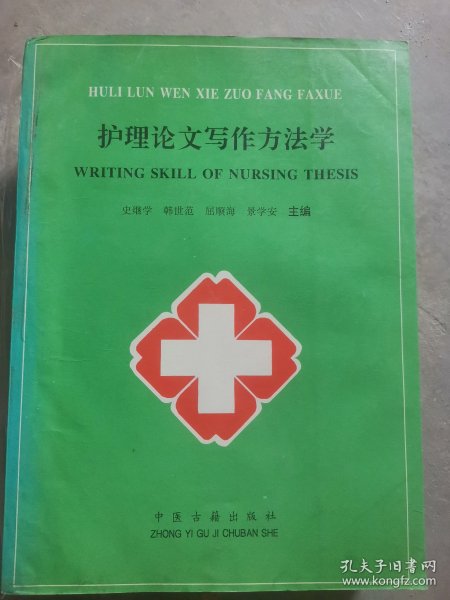 HULI LUN WEN XIE ZUO FANG FAXUE
护理论文写作方法学
WRITING SKILL OF NURSING THESIS
史继学 韩世范 屈顺海 景学安 主编
中医古籍出版社
ZHONG YI GU JI CHUBAN SHE
孔夫子旧书网
www.kongfz.com